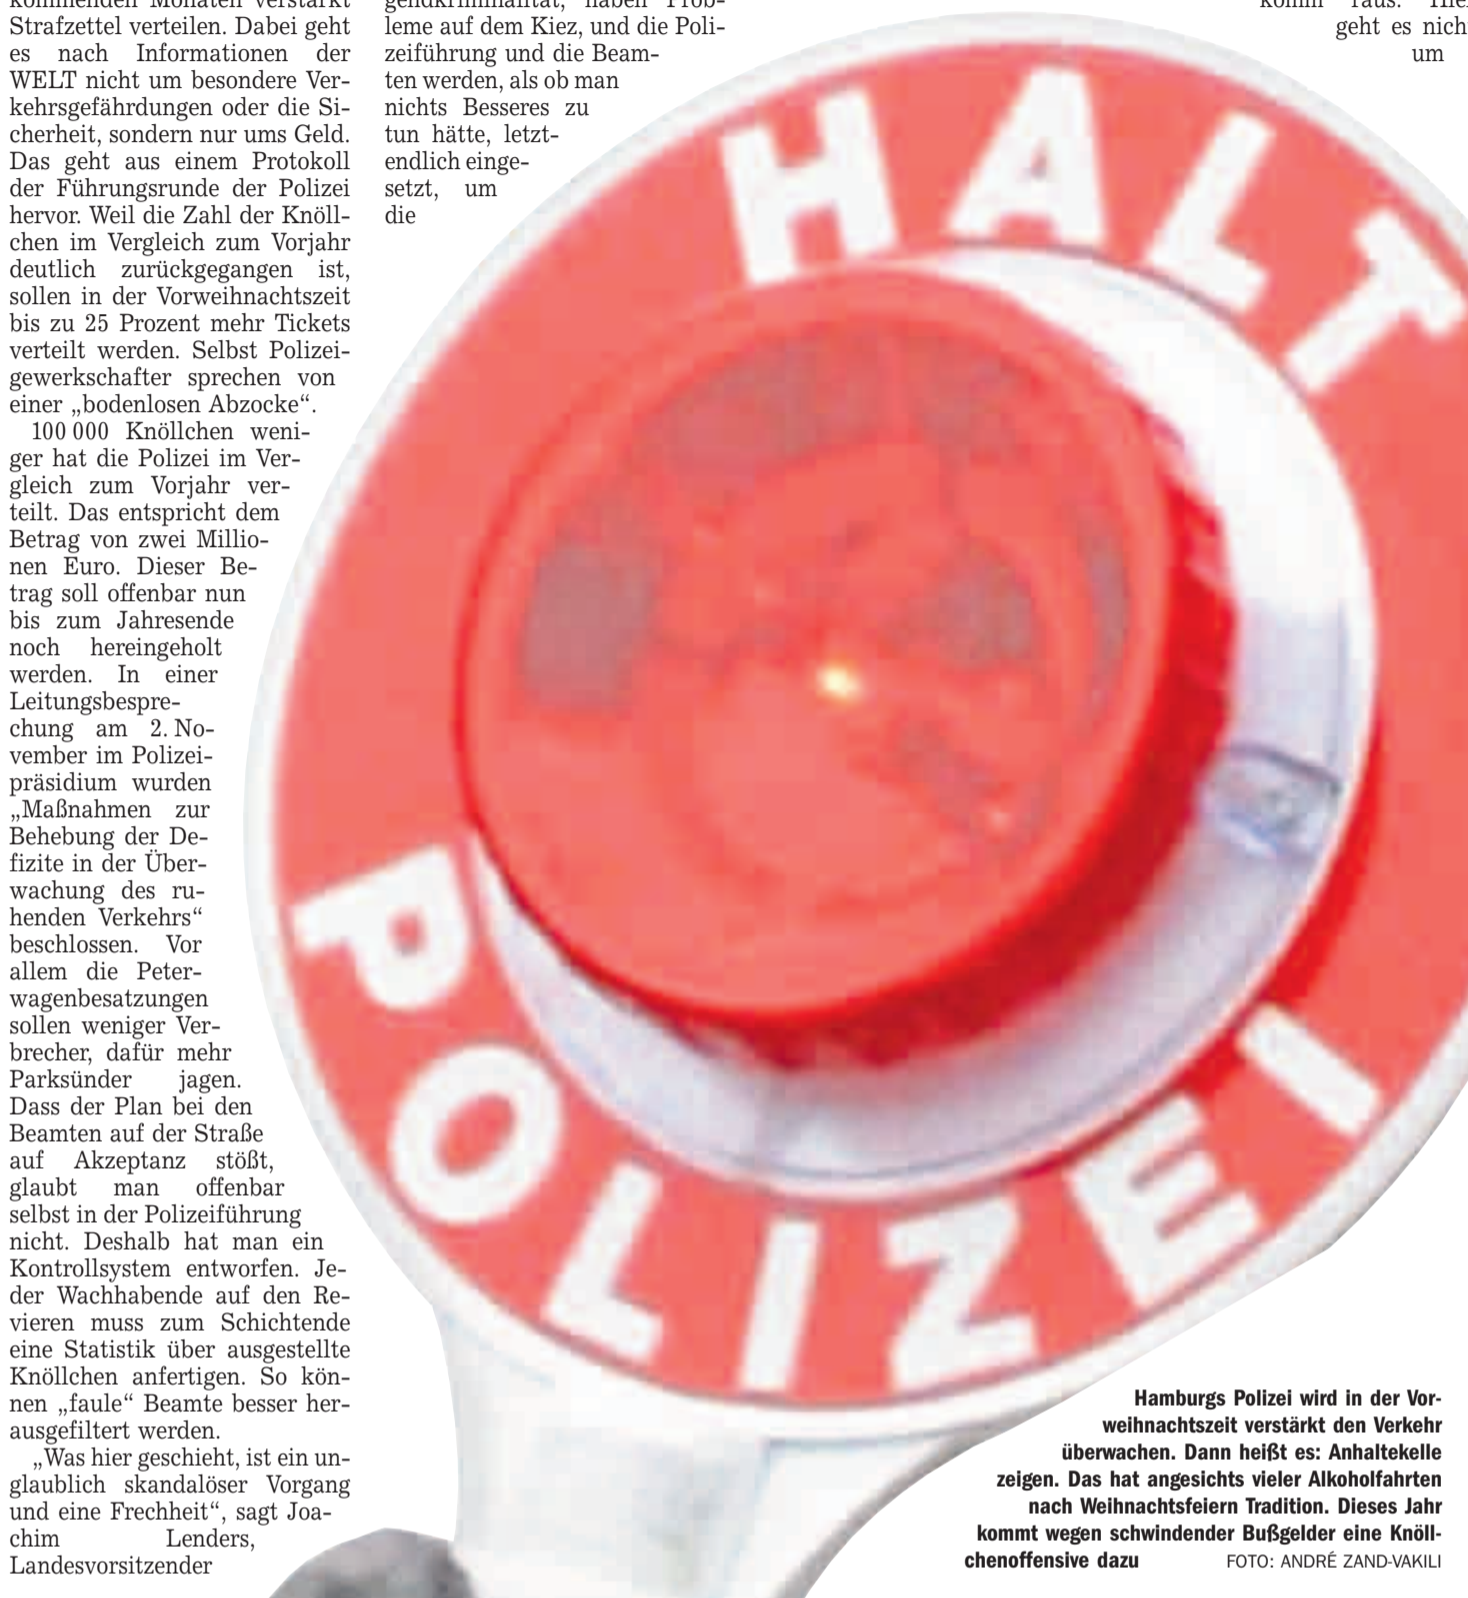 kommenden Monaten verstärkt
Strafzettel verteilen. Dabei geht
es nach Informationen der
WELT nicht um besondere Ver-
kehrsgefährdungen oder die Si-
cherheit, sondern nur ums Geld.
Das geht aus einem Protokoll
der Führungsrunde der Polizei
hervor. Weil die Zahl der Knöll-
chen im Vergleich zum Vorjahr
deutlich zurückgegangen ist,
sollen in der Vorweihnachtszeit
bis zu 25 Prozent mehr Tickets
verteilt werden. Selbst Polizei-
gewerkschafter sprechen von
einer „bodenlosen Abzocke“.
100 000 Knöllchen weni-
ger hat die Polizei im Ver-
gleich zum Vorjahr ver-
teilt. Das entspricht dem
Betrag von zwei Millio-
nen Euro. Dieser Be-
trag soll offenbar nun
bis zum Jahresende
noch hereingeholt
werden. In einer
Leitungsbespre-
chung am 2. No-
vember im Polizei-
präsidium wurden
„Maßnahmen zur
Behebung der De-
fizite in der Über-
wachung des ru-
henden Verkehrs“
beschlossen. Vor
allem die Peter-
wagenbesatzungen
sollen weniger Ver-
brecher, dafür mehr
Parksünder jagen.
Dass der Plan bei den
Beamten auf der Straße
auf Akzeptanz stößt,
glaubt man offenbar
selbst in der Polizeiführung
nicht. Deshalb hat man ein
Kontrollsystem entworfen. Je-
der Wachhabende auf den Re-
vieren muss zum Schichtende
eine Statistik über ausgestellte
Knöllchen anfertigen. So kön-
nen „faule“ Beamte besser her-
ausgefiltert werden.
„Was hier geschieht, ist ein un-
glaublich skandalöser Vorgang
und eine Frechheit“, sagt Joa-
chim Lenders,
Landesvorsitzender
gendkriminalität, haben Prob-
leme auf dem Kiez, und die Poli-
zeiführung und die Beam-
ten werden, als ob man
nichts Besseres zu
tun hätte, letzt-
endlich einge-
setzt, um
die
geht es nich
um
HALT
POLIZEI
Hamburgs Polizei wird in der Vor-
weihnachtszeit verstärkt den Verkehr
überwachen. Dann heißt es: Anhaltekelle
zeigen. Das hat angesichts vieler Alkoholfahrten
nach Weihnachtsfeiern Tradition. Dieses Jahr
kommt wegen schwindender Bußgelder eine Knöll-
chenoffensive dazu FOTO: ANDRÉ ZAND-VAKILI